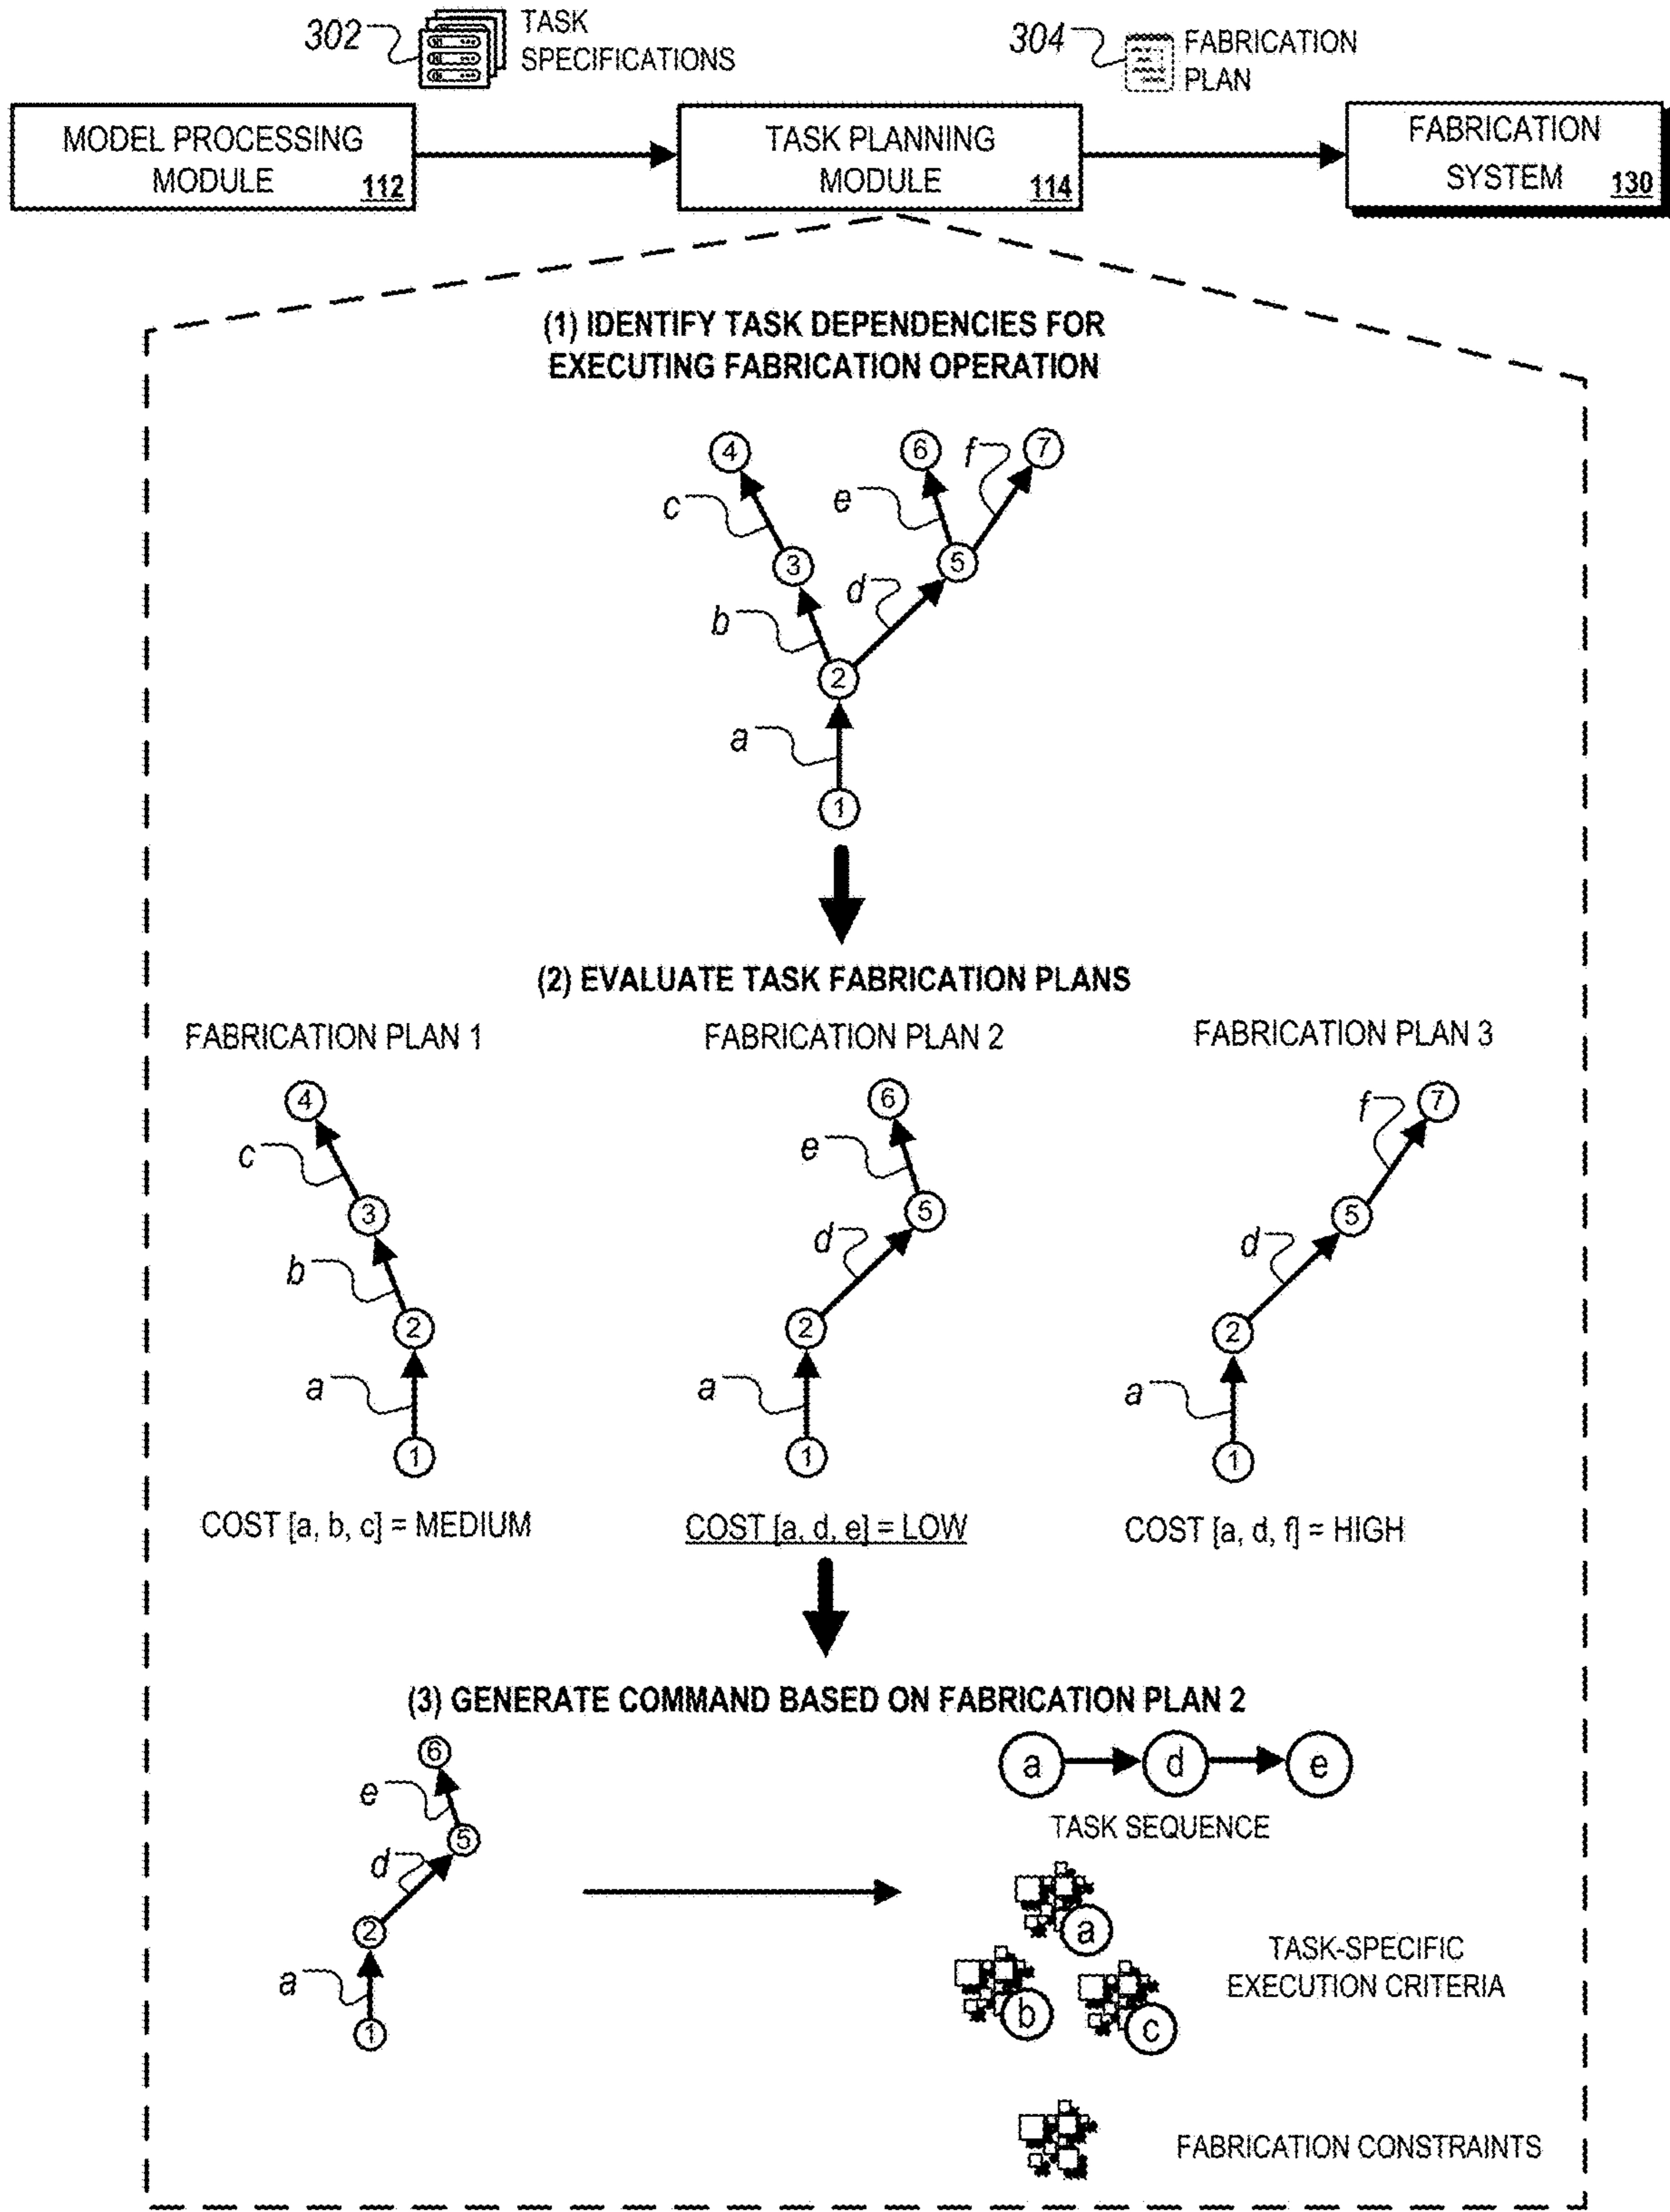 302
TASK
SPECIFICATIONS
304
FABRICATION
PLAN
MODEL PROCESSING
MODULE 112
TASK PLANNING
MODULE 114
FABRICATION
SYSTEM 130
(1) IDENTIFY TASK DEPENDENCIES FOR
EXECUTING FABRICATION OPERATION
4 6 f 7
c e
3 5
d
b
2
a
1
(2) EVALUATE TASK FABRICATION PLANS
FABRICATION PLAN 1
4
c
3
b
2
a
1
COST [a, b, c] = MEDIUM
FABRICATION PLAN 2
6
e
5
d
2
a
1
COST [a, d, e] = LOW
FABRICATION PLAN 3
f 7
5
d
2
a
1
COST [a, d, f] = HIGH
(3) GENERATE COMMAND BASED ON FABRICATION PLAN 2
6
e
5
d
2
a
1
a d e
TASK SEQUENCE
a
b c
TASK-SPECIFIC
EXECUTION CRITERIA
FABRICATION CONSTRAINTS